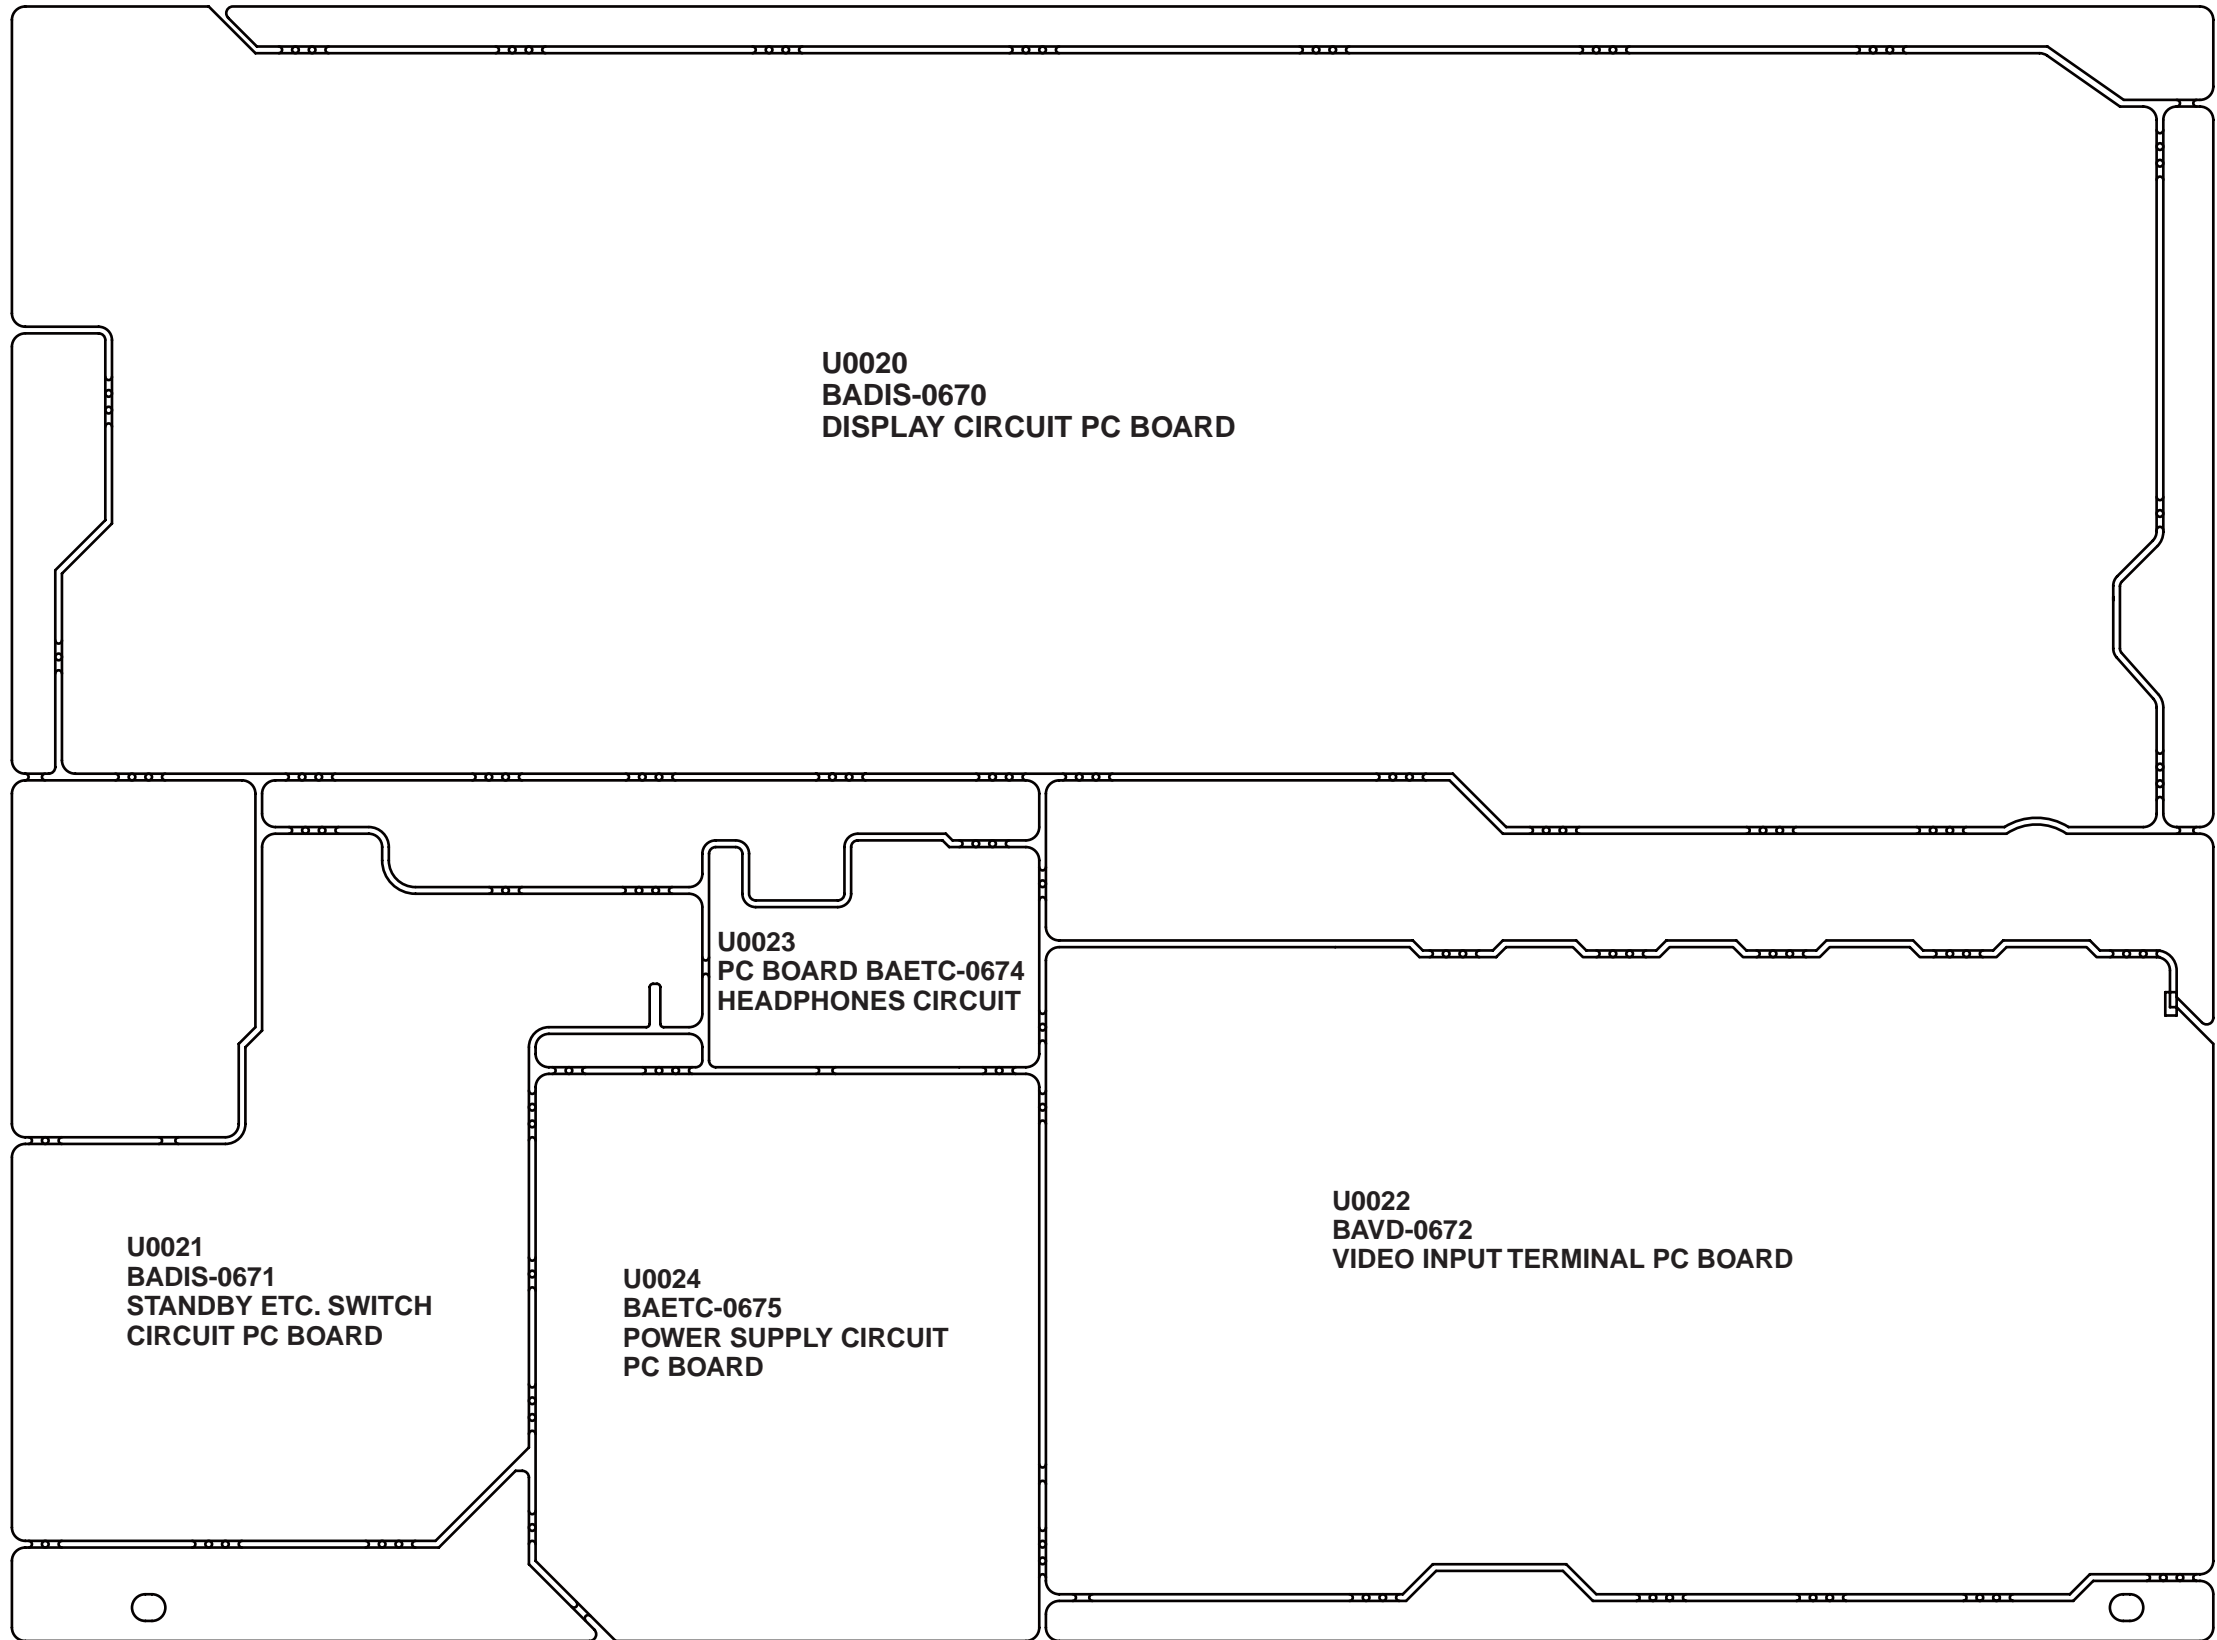 U0020
BADIS-0670
DISPLAY CIRCUIT PC BOARD
U0023
PC BOARD BAETC-0674
HEADPHONES CIRCUIT
U0021
BADIS-0671
STANDBY ETC. SWITCH
CIRCUIT PC BOARD
U0024
BAETC-0675
POWER SUPPLY CIRCUIT
PC BOARD
U0022
BAVD-0672
VIDEO INPUT TERMINAL PC BOARD